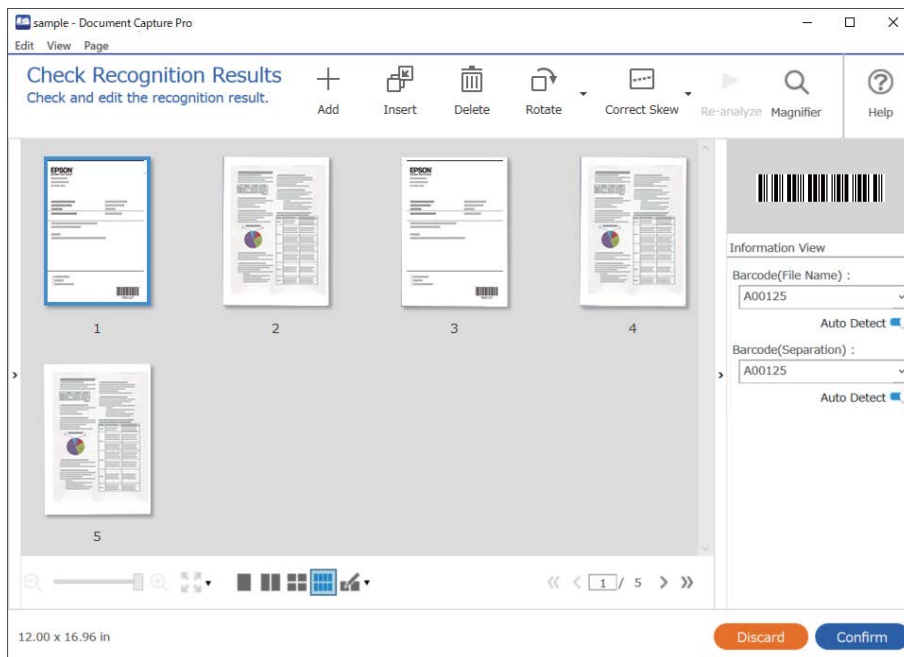 sample - Document Capture Pro
Edit View Page
Check Recognition Results
Check and edit the recognition result.
Add
Insert
Delete
Rotate
Correct Skew
Re-analyze
Magnifier
Help
EPSON
EPSON
1
2
3
4
5
Information View
Barcode(File Name) :
A00125
Auto Detect
Barcode(Separation) :
A00125
Auto Detect
1 / 5
12.00 x 16.96 in
Discard
Confirm